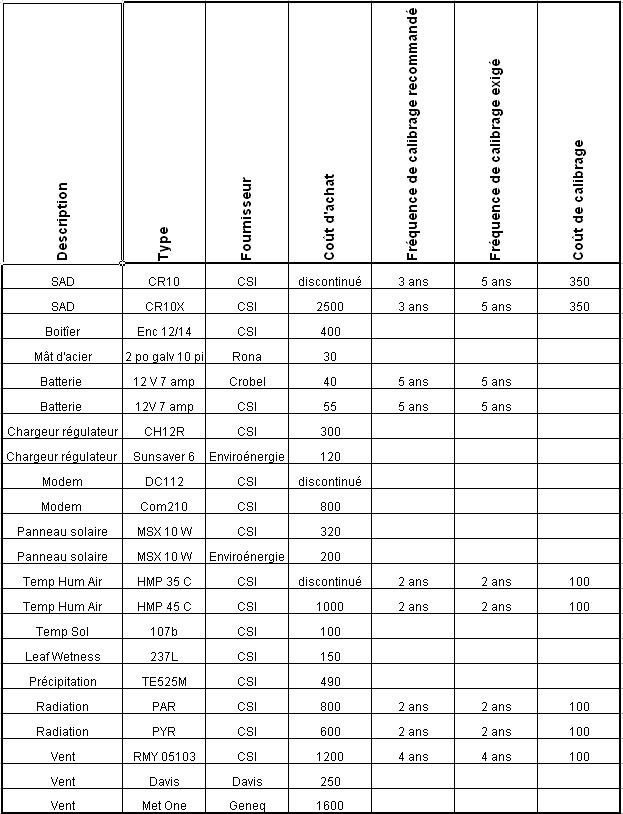 Description Type Fournisseur Coût d'achat Fréquence de calibrage recommandé Fréquence de calibrage exigé Coût de calibrage
SAD CR10 CSI discontinué 3 ans 5 ans 350
SAD CR10X CSI 2500 3 ans 5 ans 350
Boitîer Enc 12/14 CSI 400
Mât d'acier 2 po galv 10 pi Rona 30
Batterie 12 V 7 amp Crobel 40 5 ans 5 ans
Batterie 12V 7 amp CSI 55 5 ans 5 ans
Chargeur régulateur CH12R CSI 300
Chargeur régulateur Sunsaver 6 Enviroénergie 120
Modem DC112 CSI discontinué
Modem Com210 CSI 800
Panneau solaire MSX 10 W CSI 320
Panneau solaire MSX 10 W Enviroénergie 200
Temp Hum Air HMP 35 C CSI discontinué 2 ans 2 ans 100
Temp Hum Air HMP 45 C CSI 1000 2 ans 2 ans 100
Temp Sol 107b CSI 100
Leaf Wetness 237L CSI 150
Précipitation TE525M CSI 490
Radiation PAR CSI 800 2 ans 2 ans 100
Radiation PYR CSI 600 2 ans 2 ans 100
Vent RMY 05103 CSI 1200 4 ans 4 ans 100
Vent Davis Davis 250
Vent Met One Geneq 1600